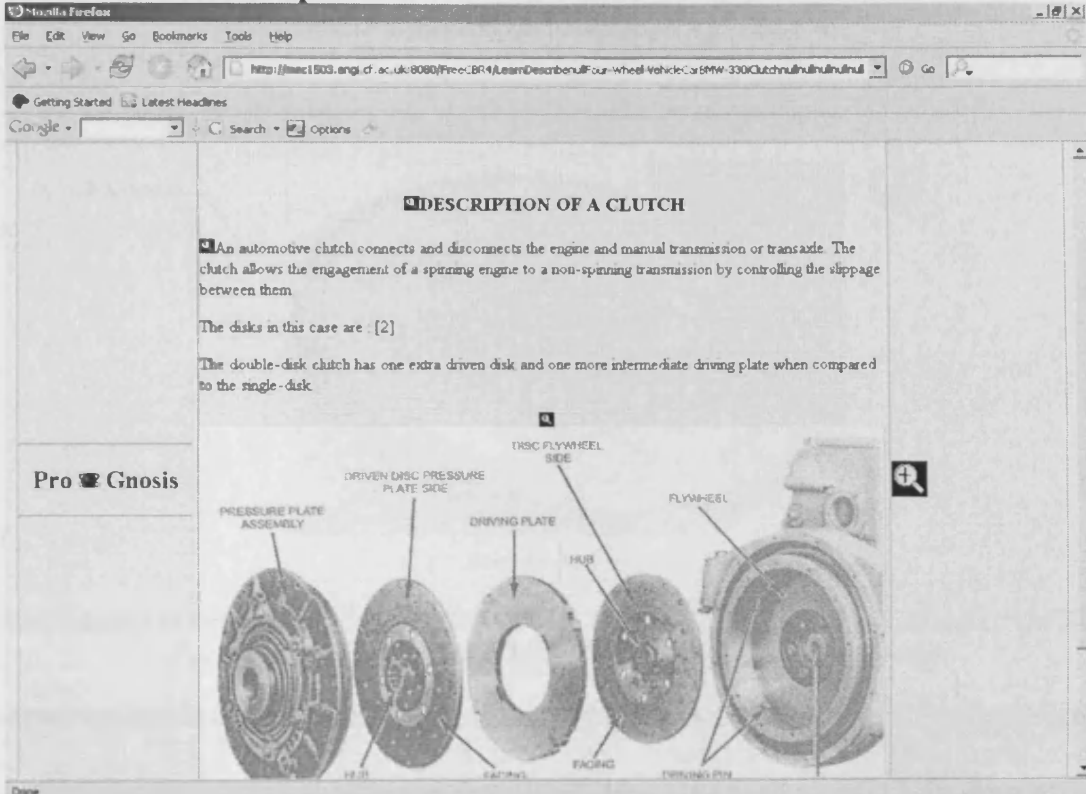 Mozilla Firefox
File Edit View Go Bookmarks Tools Help
Go
Getting Started Latest Headlines
Google Search Options
DESCRIPTION OF A CLUTCH
An automotive clutch connects and disconnects the engine and manual transmission or transaxle. The
clutch allows the engagement of a spinning engine to a non-spinning transmission by controlling the slippage
between them
The disks in this case are : [2]
The double-disk clutch has one extra driven disk and one more intermediate driving plate when compared
to the single-disk
Pro Gnosis
DISC FLYWHEEL
SIDE
DRIVEN DISC PRESSURE
PLATE SIDE
FLYWHEEL
PRESSURE PLATE
ASSEMBLY
DRIVING PLATE
HUB
FACING
HUB
FACING
DRIVING PIN
Done